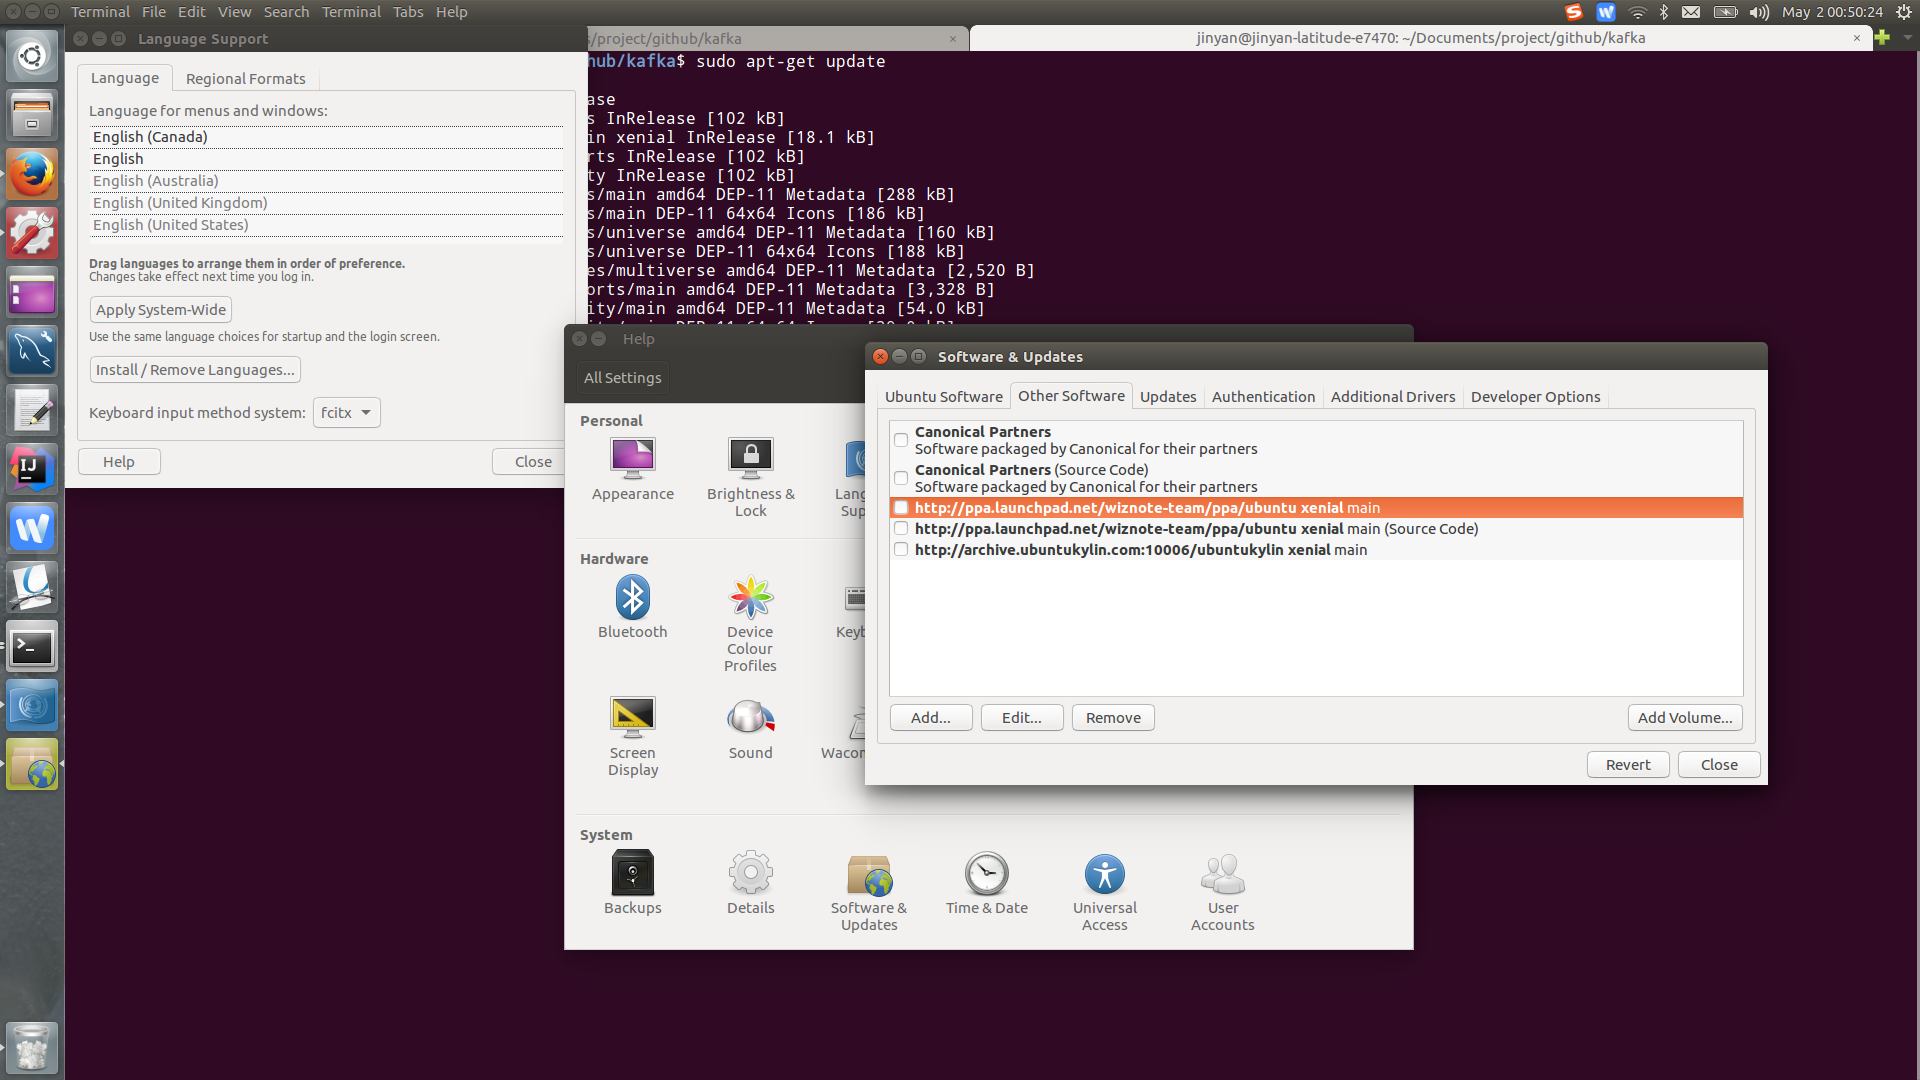 Terminal File Edit View Search Terminal Tabs Help
May 2 00:50:24
Language Support
Language Regional Formats
Language for menus and windows:
English (Canada)
English
English (Australia)
English (United Kingdom)
English (United States)
Drag languages to arrange them in order of preference.
Changes take effect next time you log in.
Apply System-Wide
Use the same language choices for startup and the login screen.
Install / Remove Languages...
Keyboard input method system: fcitx
Help Close
s/project/github/kafka
jinyan@jinyan-latitude-e7470: ~/Documents/project/github/kafka
hub/kafka$ sudo apt-get update
ase
s InRelease [102 kB]
in xenial InRelease [18.1 kB]
rts InRelease [102 kB]
ty InRelease [102 kB]
s/main amd64 DEP-11 Metadata [288 kB]
s/main DEP-11 64x64 Icons [186 kB]
s/universe amd64 DEP-11 Metadata [160 kB]
s/universe DEP-11 64x64 Icons [188 kB]
es/multiverse amd64 DEP-11 Metadata [2,520 B]
orts/main amd64 DEP-11 Metadata [3,328 B]
ity/main amd64 DEP-11 Metadata [54.0 kB]
Help
All Settings
Personal
Appearance
Brightness &
Lock
Lang
Sup
Hardware
Bluetooth
Device
Colour
Profiles
Keyb
Screen
Display
Sound
Wacon
System
Backups
Details
Software &
Updates
Time & Date
Universal
Access
User
Accounts
Software & Updates
Ubuntu Software Other Software Updates Authentication Additional Drivers Developer Options
Canonical Partners
Software packaged by Canonical for their partners
Canonical Partners (Source Code)
Software packaged by Canonical for their partners
http://ppa.launchpad.net/wiznote-team/ppa/ubuntu xenial main
http://ppa.launchpad.net/wiznote-team/ppa/ubuntu xenial main (Source Code)
http://archive.ubuntukylin.com:10006/ubuntukylin xenial main
Add... Edit... Remove Add Volume...
Revert Close